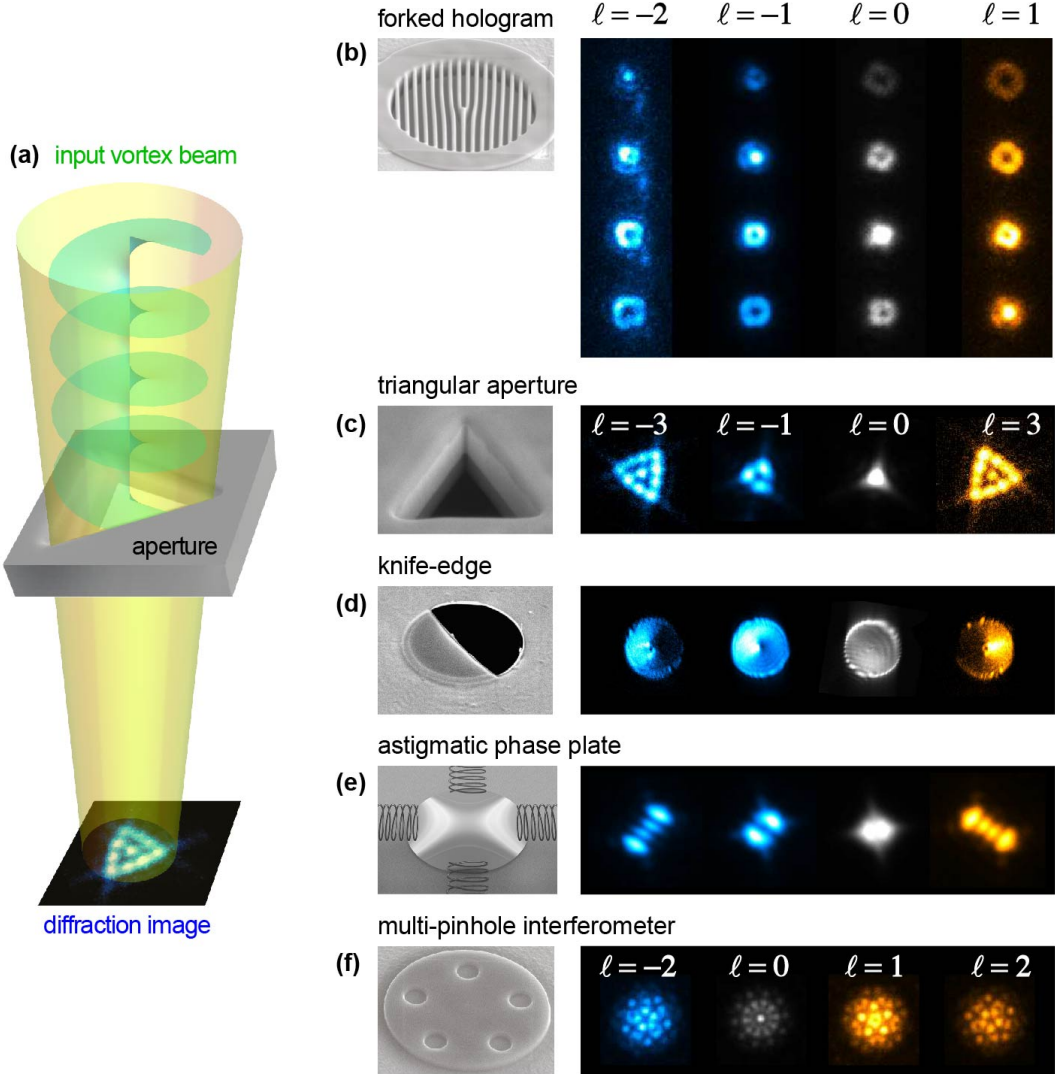 forked hologram
ℓ=−2 ℓ=−1 ℓ=0 ℓ=1
(b)
(a) input vortex beam
triangular aperture
(c)
ℓ=−3 ℓ=−1 ℓ=0 ℓ=3
aperture
knife-edge
(d)
astigmatic phase plate
(e)
diffraction image
multi-pinhole interferometer
(f)
ℓ=−2 ℓ=0 ℓ=1 ℓ=2